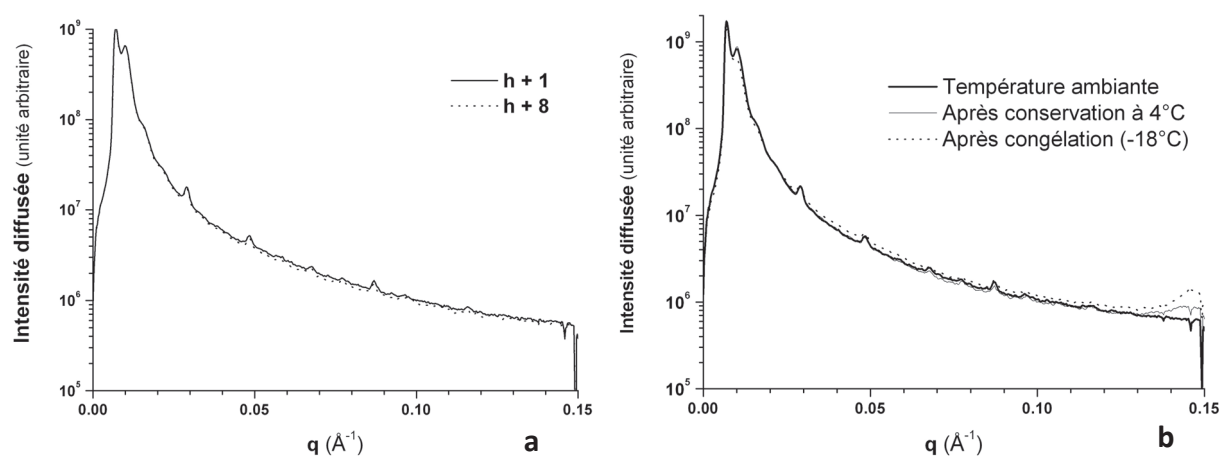 Intensité diffusée (unité arbitraire)
10⁹
10⁸
10⁷
10⁶
10⁵
h + 1
h + 8
0.00
0.05
0.10
0.15
q (Å⁻¹)
a
Intensité diffusée (unité arbitraire)
10⁹
10⁸
10⁷
10⁶
10⁵
Température ambiante
Après conservation à 4°C
Après congélation (-18°C)
0.00
0.05
0.10
0.15
q (Å⁻¹)
b